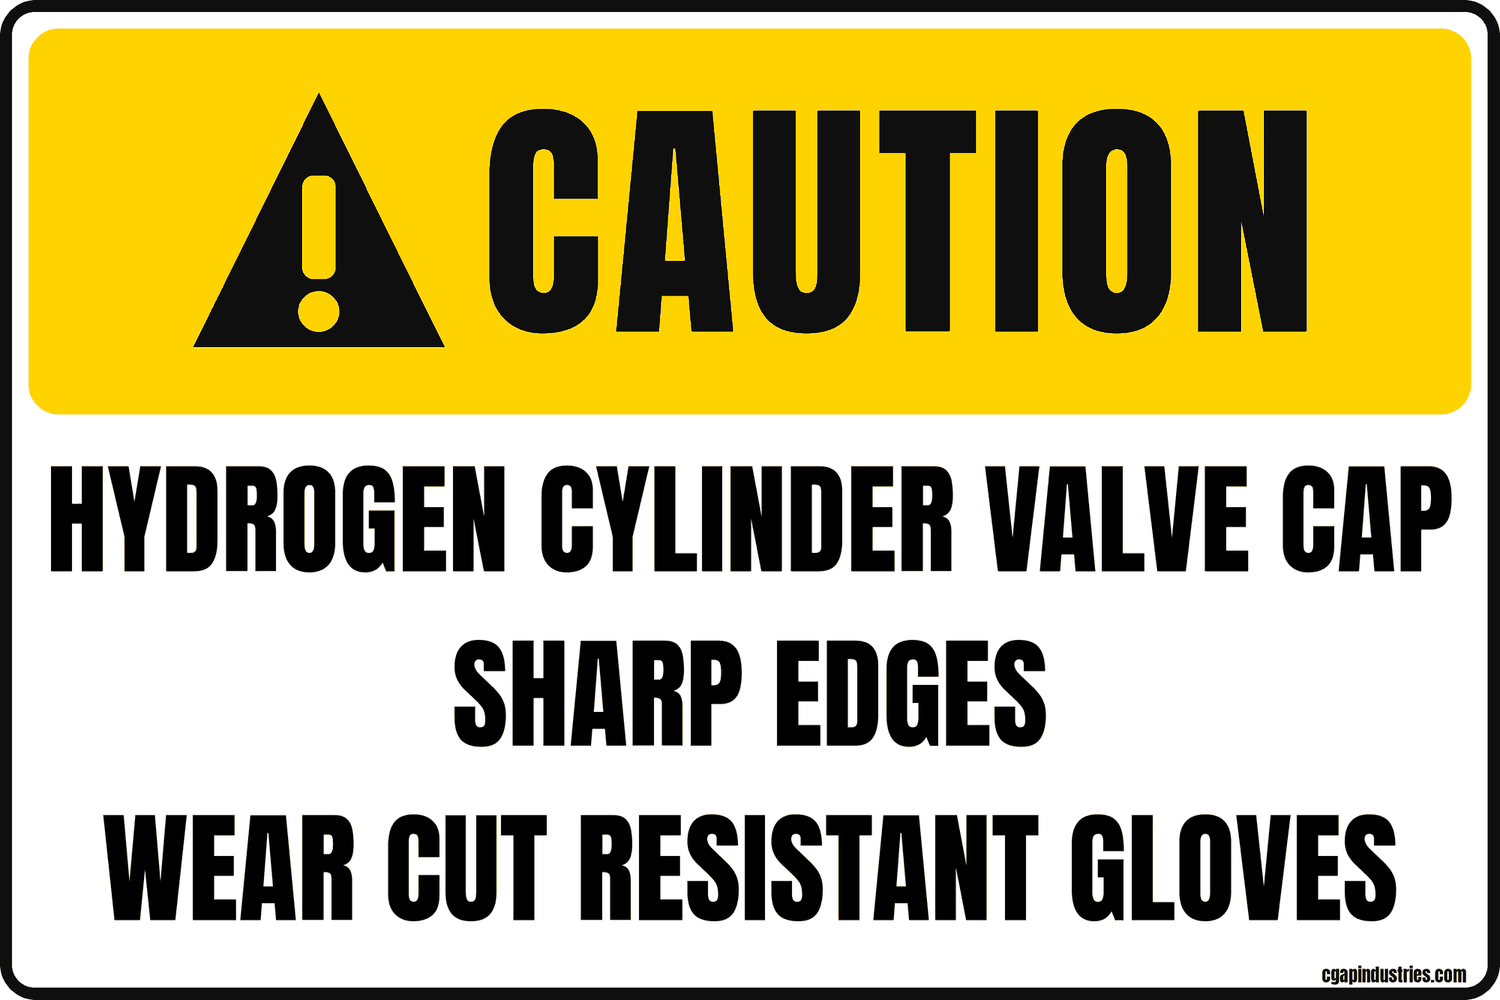 CAUTION
HYDROGEN CYLINDER VALVE CAP
SHARP EDGES
WEAR CUT RESISTANT GLOVES
cgapindustries.com